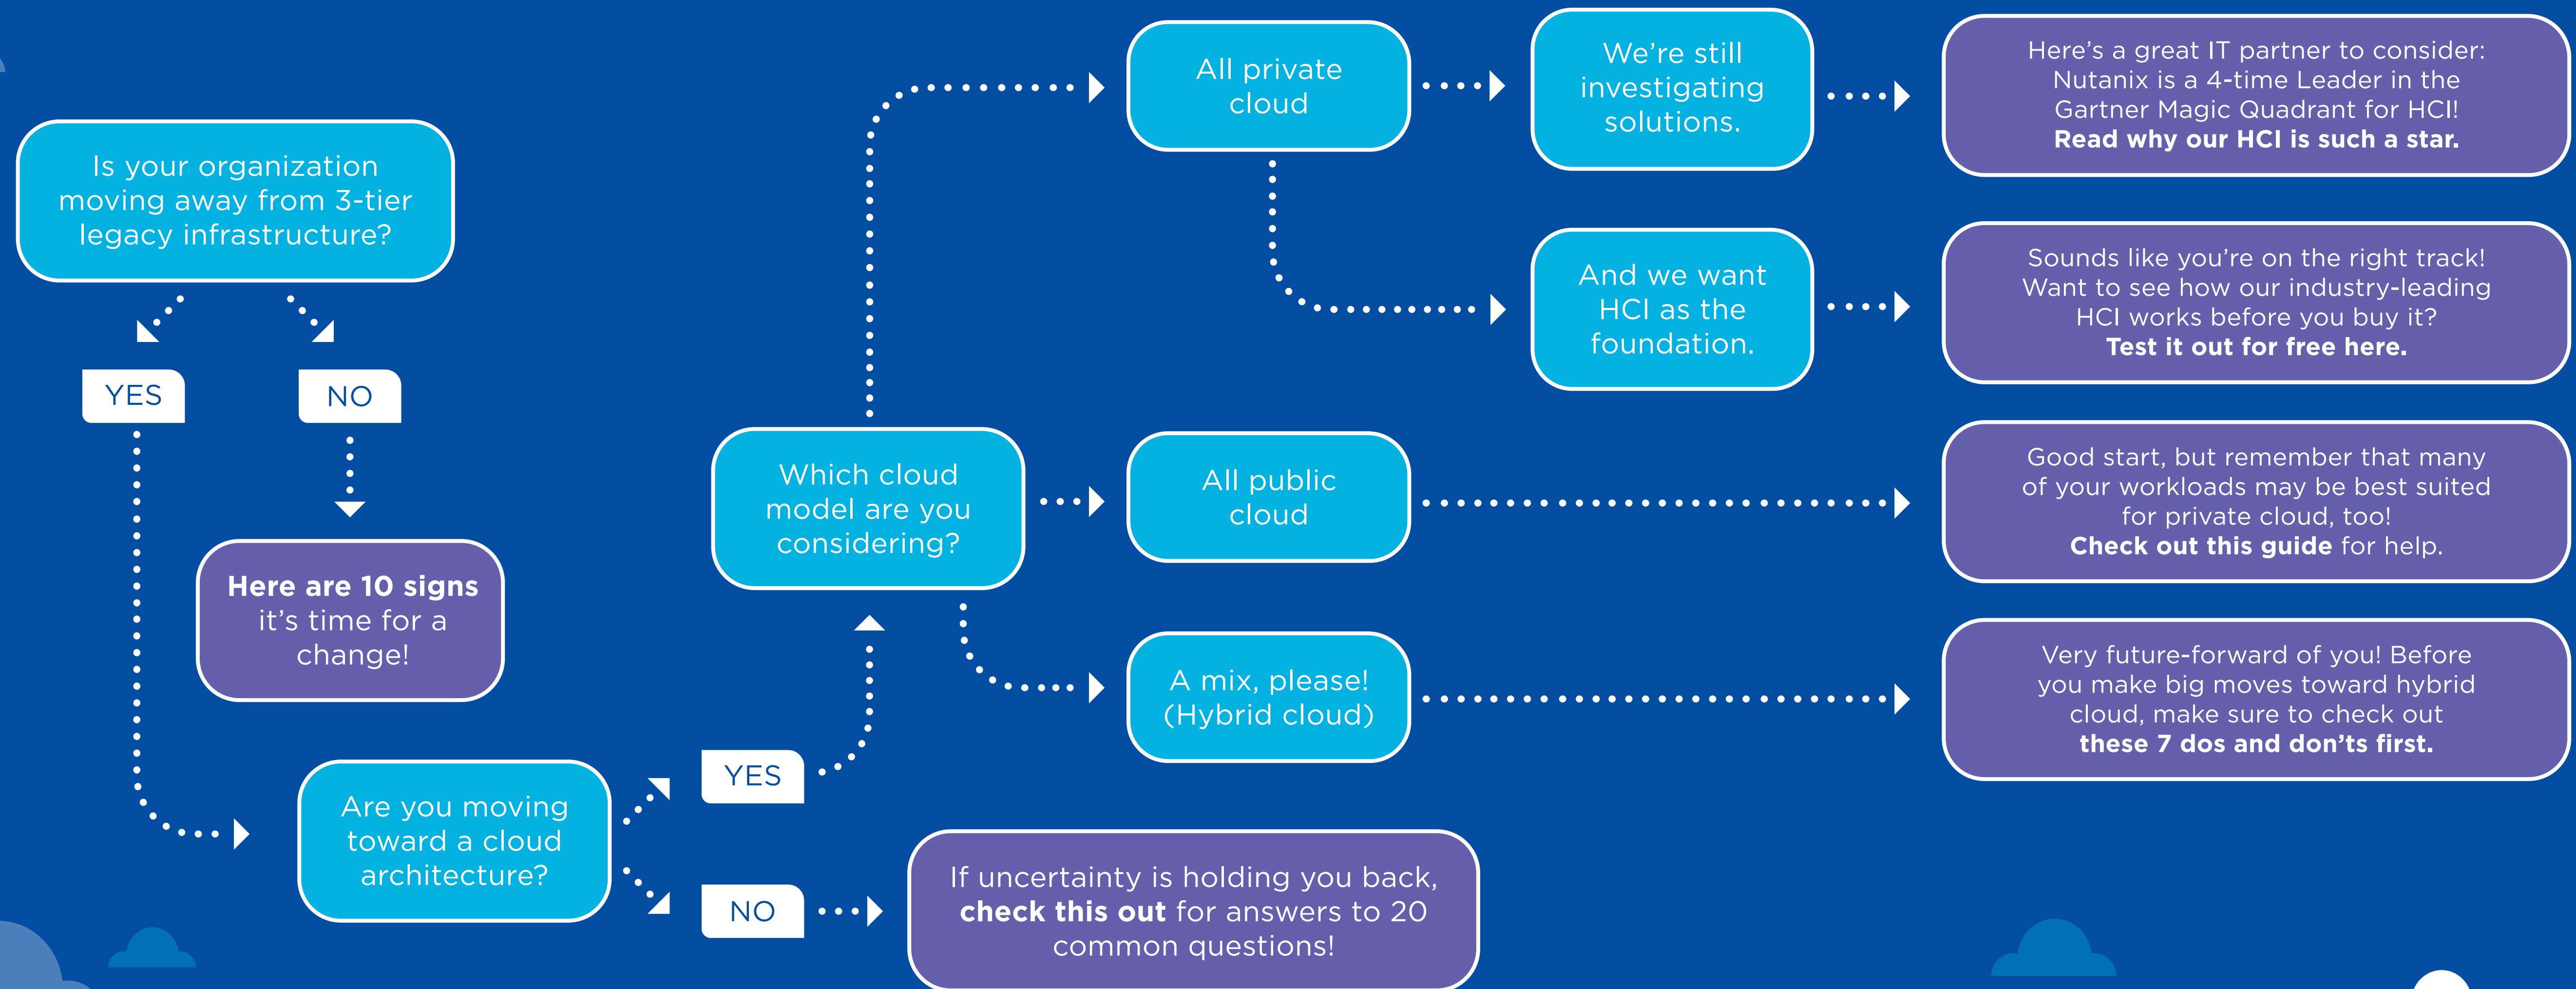 Is your organization
moving away from 3-tier
legacy infrastructure?
YES
NO
Here are 10 signs
it's time for a
change!
Are you moving
toward a cloud
architecture?
YES
NO
If uncertainty is holding you back,
check this out for answers to 20
common questions!
Which cloud
model are you
considering?
All private
cloud
We're still
investigating
solutions.
Here's a great IT partner to consider:
Nutanix is a 4-time Leader in the
Gartner Magic Quadrant for HCI!
Read why our HCI is such a star.
And we want
HCI as the
foundation.
Sounds like you're on the right track!
Want to see how our industry-leading
HCI works before you buy it?
Test it out for free here.
All public
cloud
Good start, but remember that many
of your workloads may be best suited
for private cloud, too!
Check out this guide for help.
A mix, please!
(Hybrid cloud)
Very future-forward of you! Before
you make big moves toward hybrid
cloud, make sure to check out
these 7 dos and don'ts first.